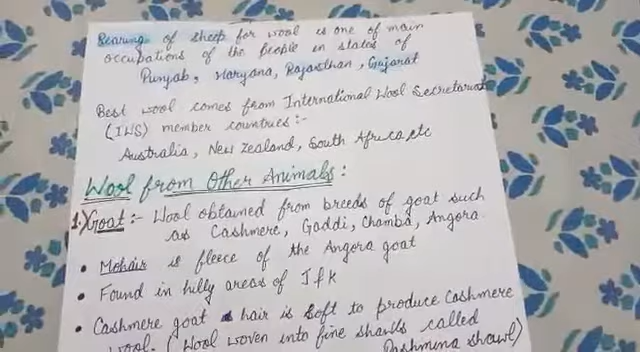 Rearing of sheep for wool is one of main
occupations of the people in states of
Punjab, Haryana, Rajasthan, Gujarat
Best wool comes from International Wool Secretariat
(IWS) member countries:-
Australia, New Zealand, South Africa etc
Wool from Other Animals:
1. Goat:- Wool obtained from breeds of goat such
as Cashmere, Gaddi, Chamba, Angora.
• Mohair is fleece of the Angora goat
• Found in hilly areas of J&K
• Cashmere goat hair is soft to produce Cashmere
wool. (Wool woven into fine shawls called
Pashmina shawl)